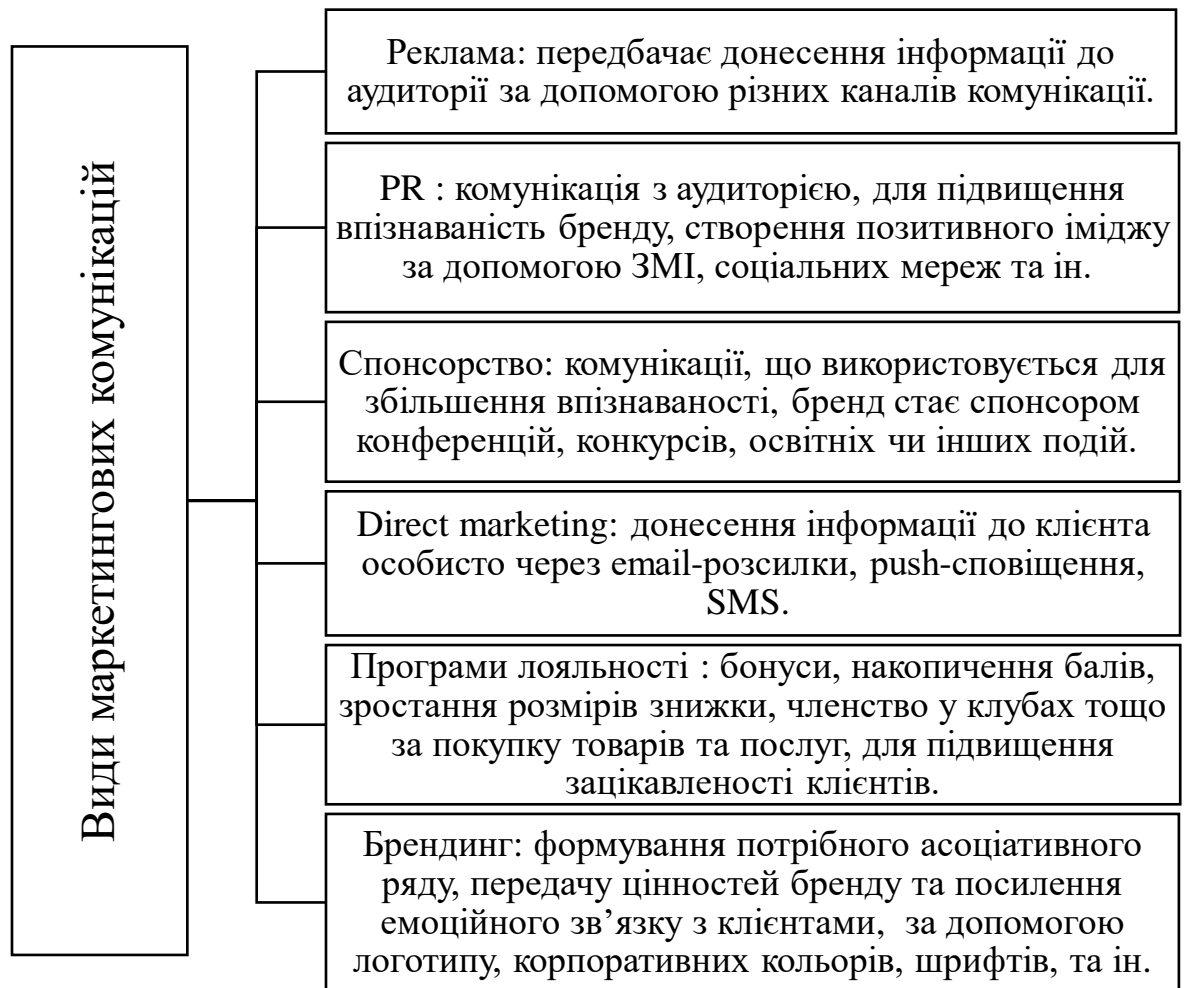 Види маркетингових комунікацій
Реклама: передбачає донесення інформації до
аудиторії за допомогою різних каналів комунікації.
PR : комунікація з аудиторією, для підвищення
впізнаваність бренду, створення позитивного іміджу
за допомогою ЗМІ, соціальних мереж та ін.
Спонсорство: комунікації, що використовується для
збільшення впізнаваності, бренд стає спонсором
конференцій, конкурсів, освітніх чи інших подій.
Direct marketing: донесення інформації до клієнта
особисто через email-розсилки, push-сповіщення,
SMS.
Програми лояльності : бонуси, накопичення балів,
зростання розмірів знижки, членство у клубах тощо
за покупку товарів та послуг, для підвищення
зацікавленості клієнтів.
Брендинг: формування потрібного асоціативного
ряду, передачу цінностей бренду та посилення
емоційного зв’язку з клієнтами,  за допомогою
логотипу, корпоративних кольорів, шрифтів, та ін.